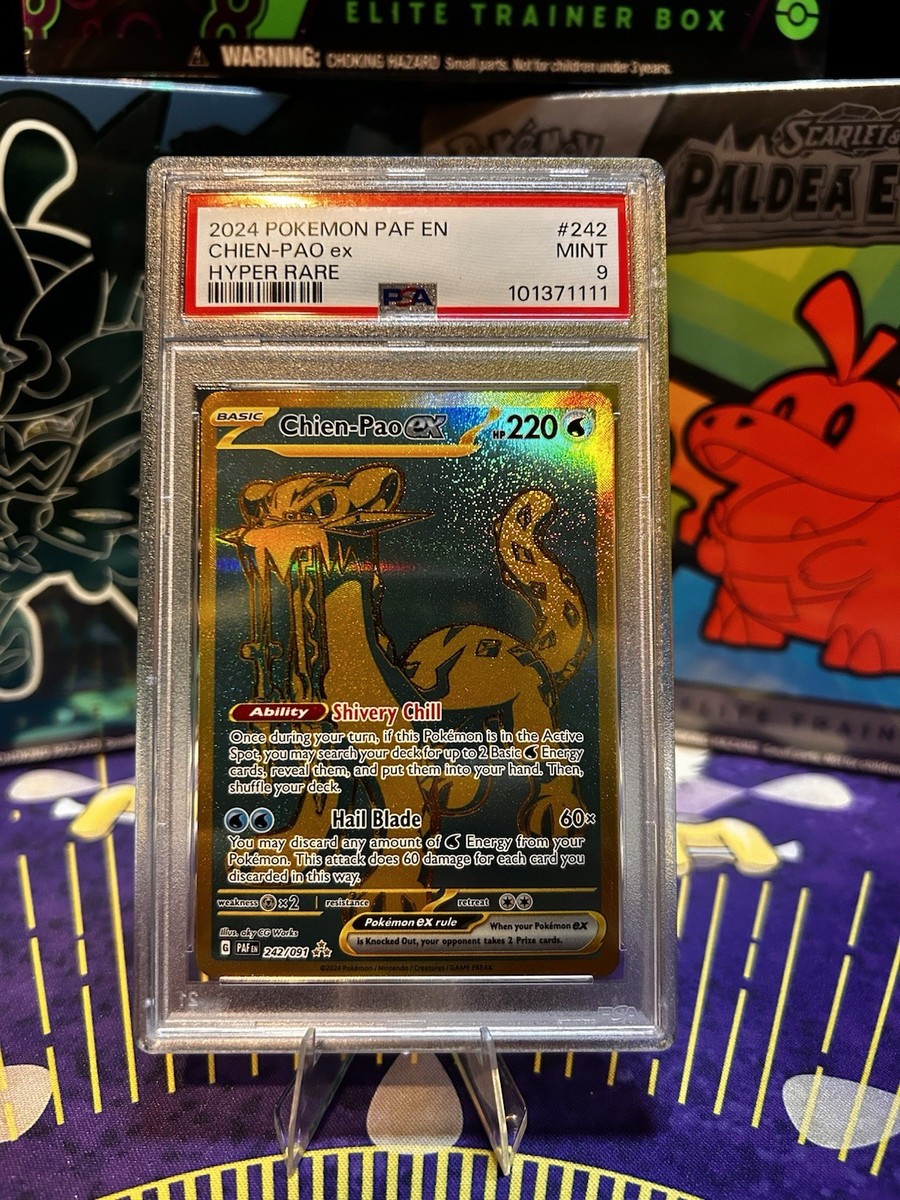 ELITE TRAINER BOX
WARNING: CHOKING HAZARD Small parts. Not for children under 3 years.
Pokémon
SCARLET &
PALDEA E
2024 POKEMON PAF EN #242
CHIEN-PAO ex MINT
HYPER RARE 9
PSA 101371111
BASIC Chien-Pao ex HP 220
Ability Shivery Chill
Once during your turn, if this Pokémon is in the Active
Spot, you may search your deck for up to 2 Basic Energy
cards, reveal them, and put them into your hand. Then,
shuffle your deck.
Hail Blade 60×
You may discard any amount of Energy from your
Pokémon. This attack does 60 damage for each card you
discarded in this way.
weakness ×2 resistance retreat
Illus. aky CG Works
Pokémon ex rule When your Pokémon ex
is Knocked Out, your opponent takes 2 Prize cards.
G PAF EN 242/091
©2024 Pokémon / Nintendo / Creatures / GAME FREAK
ELITE TRAIN